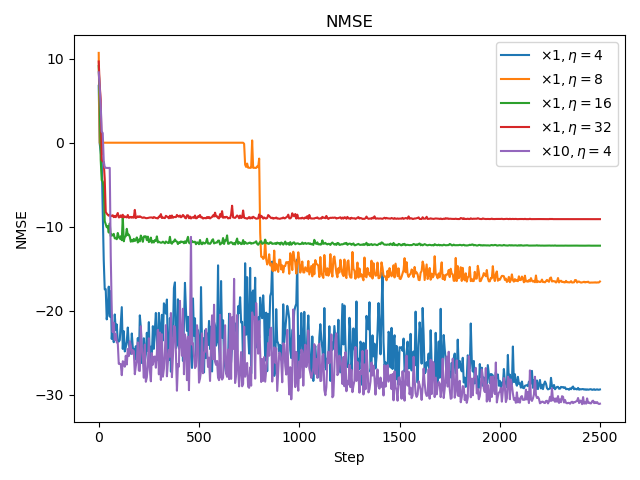 NMSE
×1, η = 4
×1, η = 8
×1, η = 16
×1, η = 32
×10, η = 4
NMSE
10
0
−10
−20
−30
0
500
1000
1500
2000
2500
Step